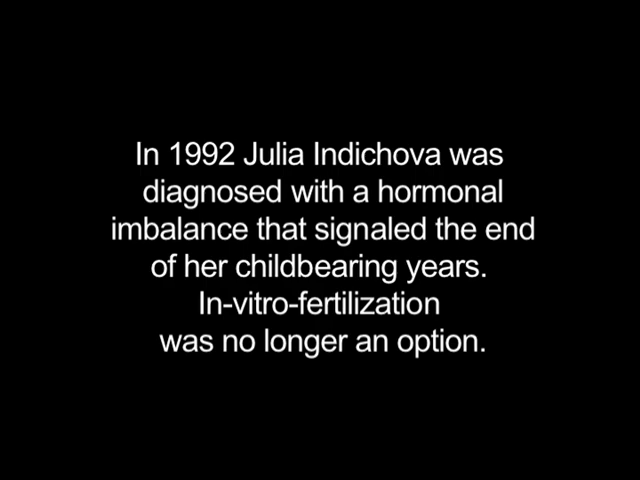 In 1992 Julia Indichova was
diagnosed with a hormonal
imbalance that signaled the end
of her childbearing years.
In-vitro-fertilization
was no longer an option.